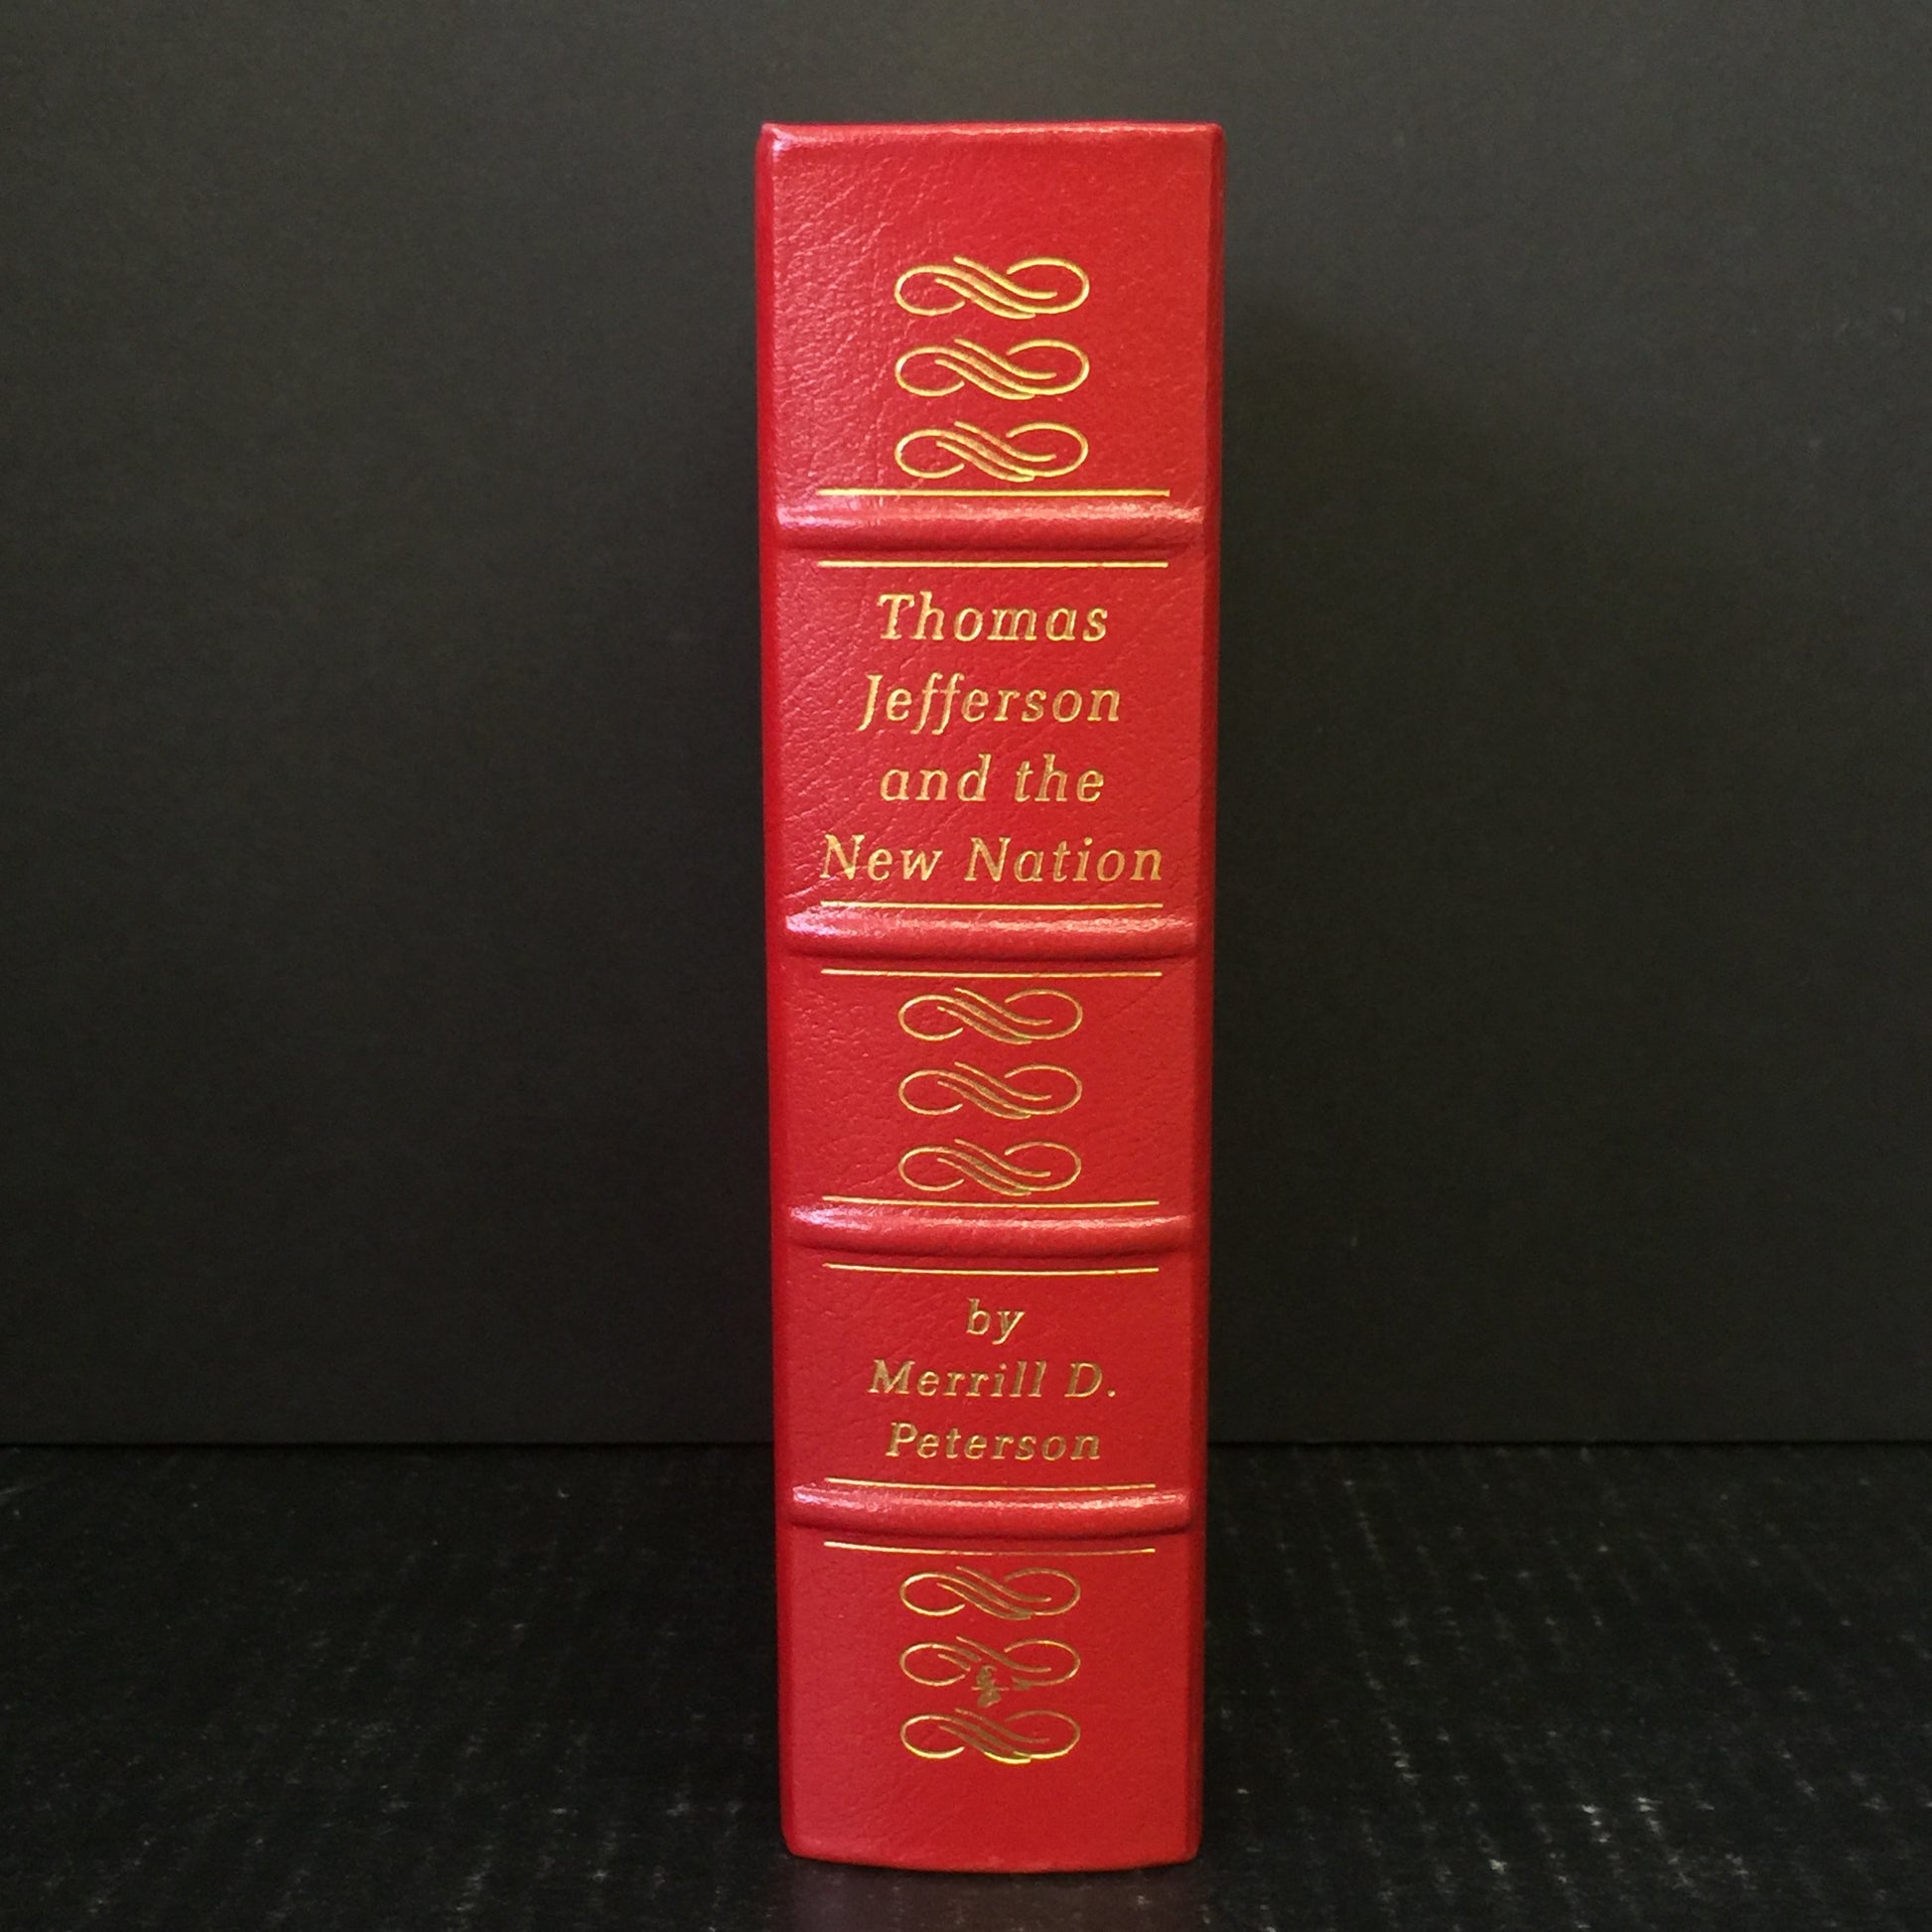 Thomas
Jefferson
and the
New Nation
by
Merrill D.
Peterson